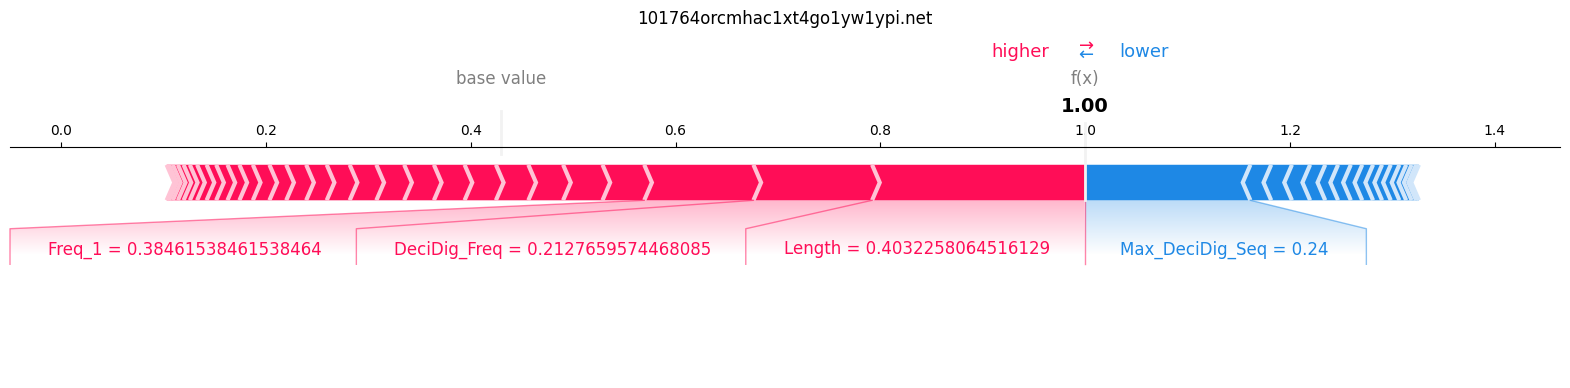 101764orcmhac1xt4go1yw1ypi.net
higher → ← lower
base value f(x)
1.00
0.0 0.2 0.4 0.6 0.8 1.0 1.2 1.4
Freq_1 = 0.38461538461538464 DeciDig_Freq = 0.2127659574468085 Length = 0.4032258064516129 Max_DeciDig_Seq = 0.24